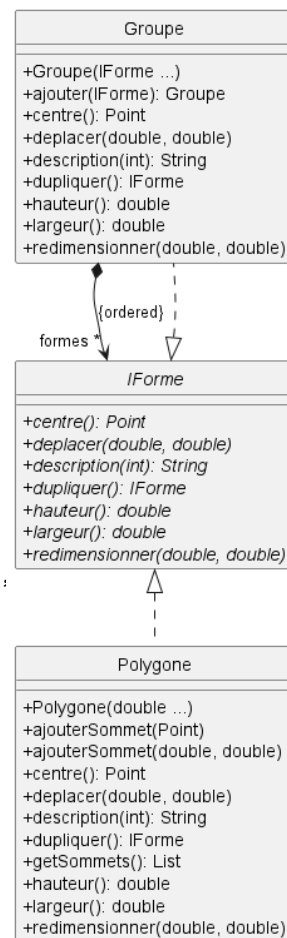 Groupe
+Groupe(IForme ...)
+ajouter(IForme): Groupe
+centre(): Point
+deplacer(double, double)
+description(int): String
+dupliquer(): IForme
+hauteur(): double
+largeur(): double
+redimensionner(double, double)
{ordered}
formes *
IForme
+centre(): Point
+deplacer(double, double)
+description(int): String
+dupliquer(): IForme
+hauteur(): double
+largeur(): double
+redimensionner(double, double)
Polygone
+Polygone(double ...)
+ajouterSommet(Point)
+ajouterSommet(double, double)
+centre(): Point
+deplacer(double, double)
+description(int): String
+dupliquer(): IForme
+getSommets(): List
+hauteur(): double
+largeur(): double
+redimensionner(double, double)